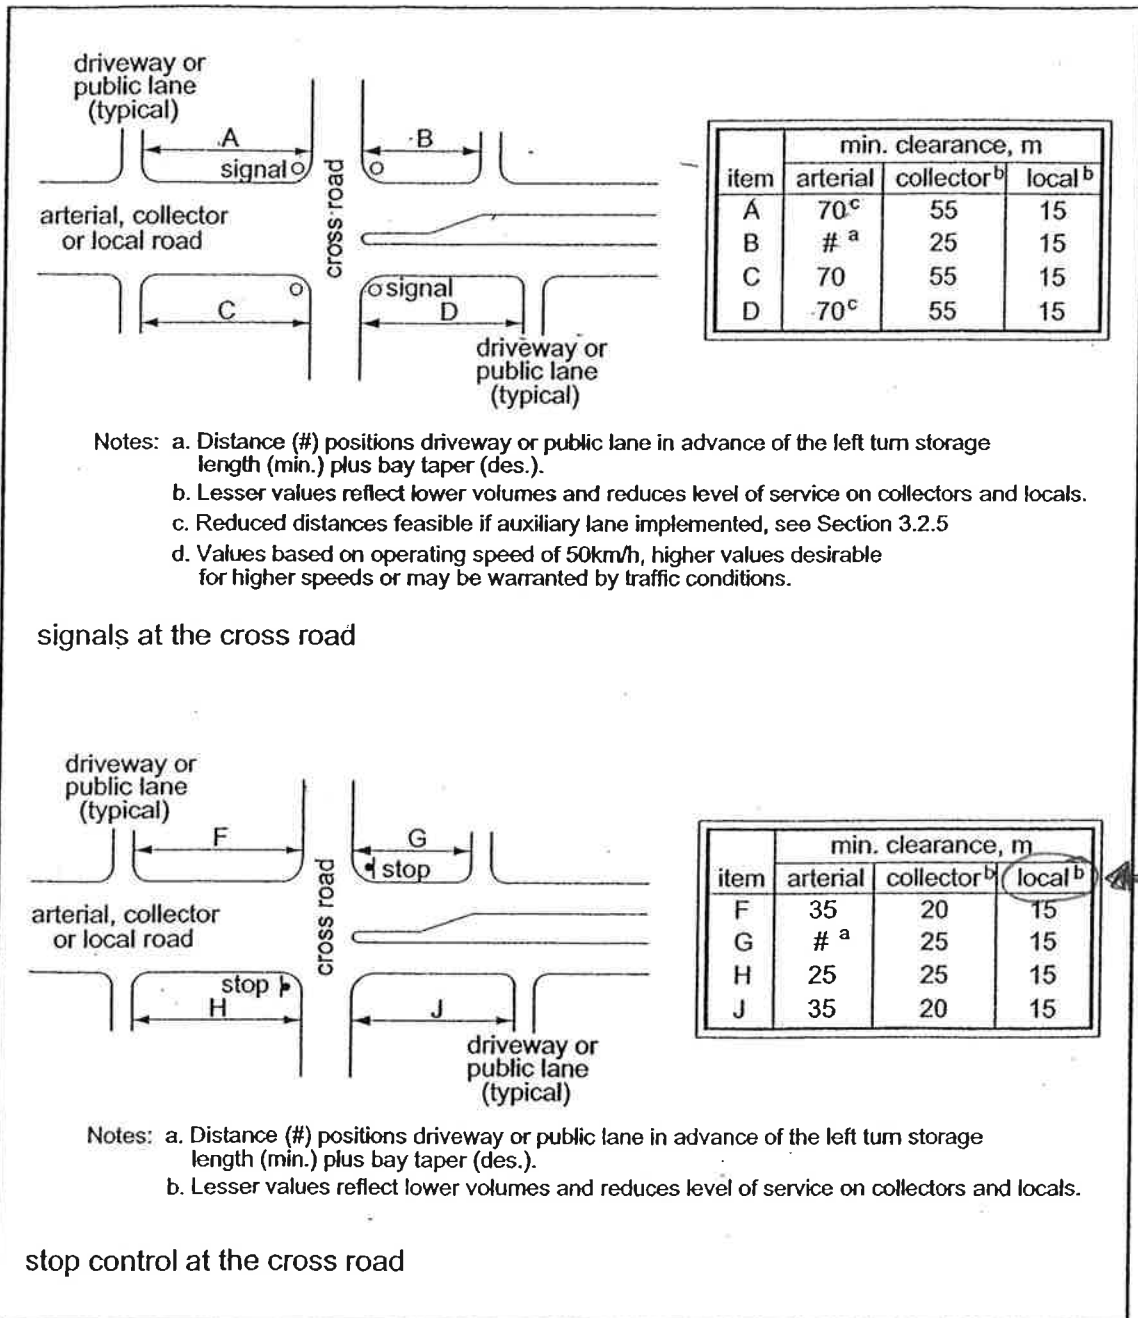 driveway or
public lane
(typical)
A
B
signal
signal
cross road
arterial, collector
or local road
C
D
driveway or
public lane
(typical)
min. clearance, m
item arterial collector b local b
A 70 c 55 15
B # a 25 15
C 70 55 15
D 70 c 55 15
Notes: a. Distance (#) positions driveway or public lane in advance of the left turn storage
length (min.) plus bay taper (des.).
b. Lesser values reflect lower volumes and reduces level of service on collectors and locals.
c. Reduced distances feasible if auxiliary lane implemented, see Section 3.2.5
d. Values based on operating speed of 50km/h, higher values desirable
for higher speeds or may be warranted by traffic conditions.
signals at the cross road
driveway or
public lane
(typical)
F
G
stop
cross road
arterial, collector
or local road
stop
H
J
driveway or
public lane
(typical)
min. clearance, m
item arterial collector b local b
F 35 20 15
G # a 25 15
H 25 25 15
J 35 20 15
Notes: a. Distance (#) positions driveway or public lane in advance of the left turn storage
length (min.) plus bay taper (des.).
b. Lesser values reflect lower volumes and reduces level of service on collectors and locals.
stop control at the cross road